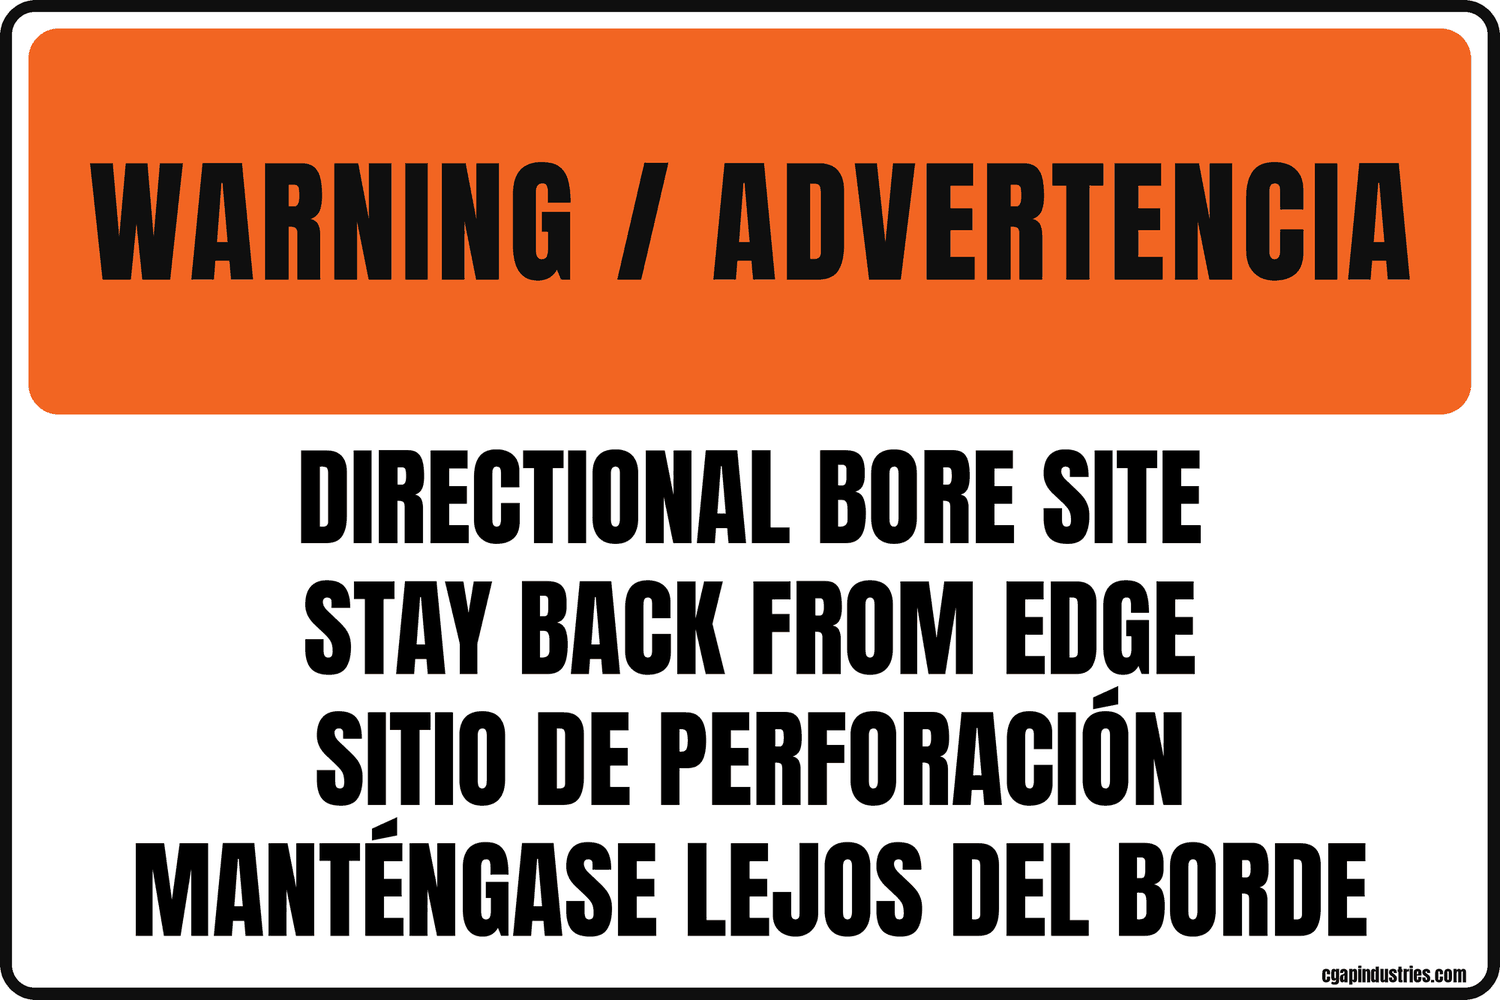 WARNING / ADVERTENCIA
DIRECTIONAL BORE SITE
STAY BACK FROM EDGE
SITIO DE PERFORACIÓN
MANTÉNGASE LEJOS DEL BORDE
cgapindustries.com